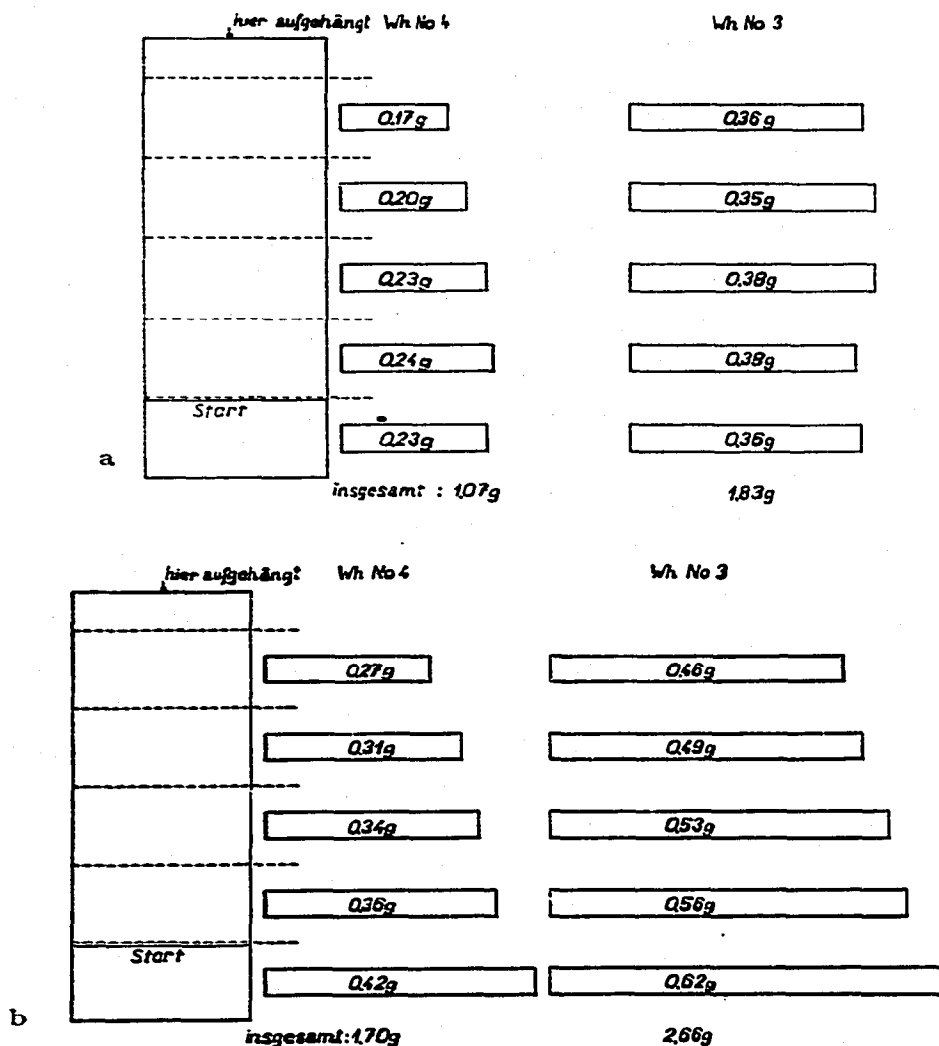 hier aufgehängt Wh No 4 Wh No 3
0,17g 0,36g
0,20g 0,35g
0,23g 0,38g
0,24g 0,38g
Start
0,23g 0,36g
a
insgesamt : 1,07g 1,83g
hier aufgehängt Wh No 4 Wh No 3
0,27g 0,46g
0,31g 0,49g
0,34g 0,53g
0,36g 0,56g
Start
0,42g 0,62g
b
insgesamt: 1,70g 2,66g